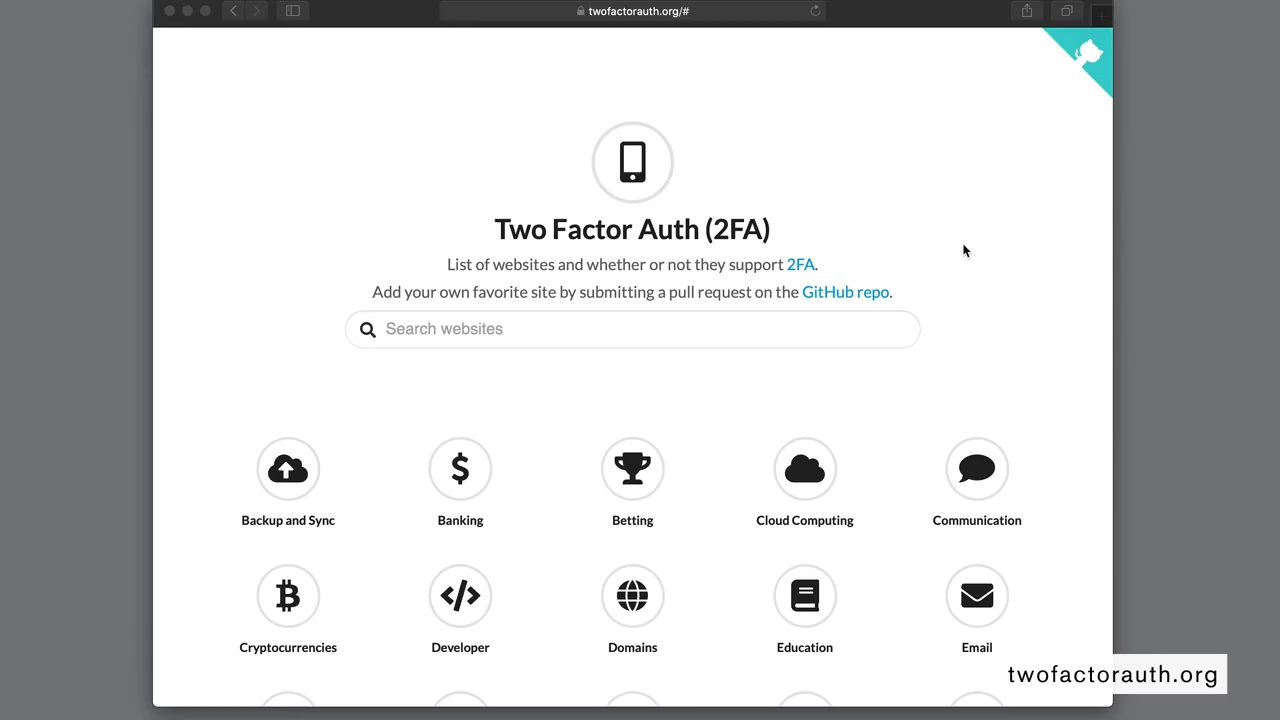 twofactorauth.org/#
Two Factor Auth (2FA)
List of websites and whether or not they support 2FA.
Add your own favorite site by submitting a pull request on the GitHub repo.
Search websites
Backup and Sync
Banking
Betting
Cloud Computing
Communication
Cryptocurrencies
Developer
Domains
Education
Email
twofactorauth.org